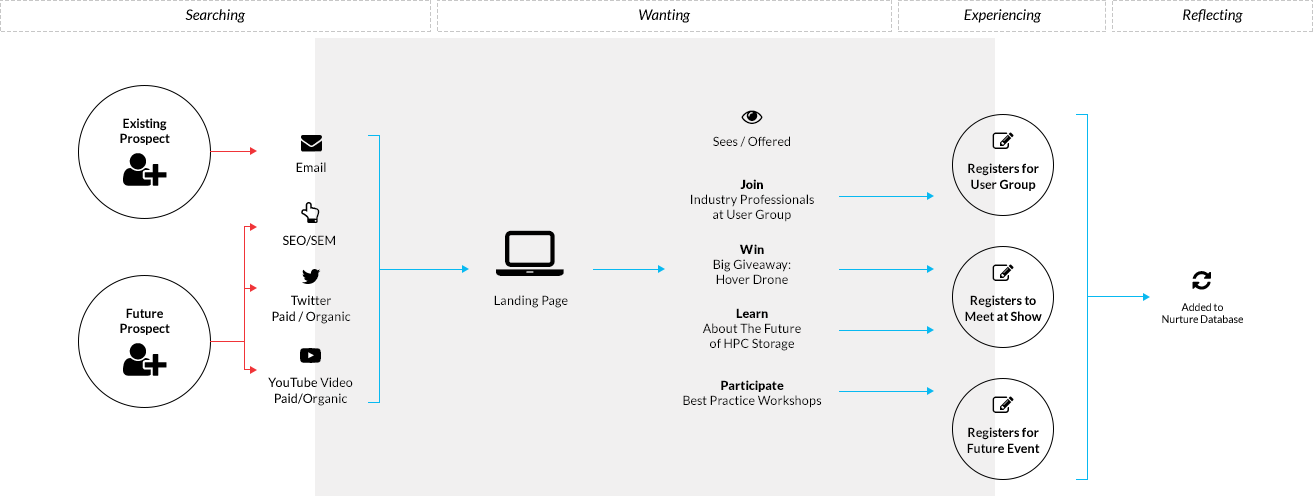 Searching
Wanting
Experiencing
Reflecting
Existing
Prospect
Future
Prospect
Email
SEO/SEM
Twitter
Paid / Organic
YouTube Video
Paid/Organic
Landing Page
Sees / Offered
Join
Industry Professionals
at User Group
Win
Big Giveaway:
Hover Drone
Learn
About The Future
of HPC Storage
Participate
Best Practice Workshops
Registers for
User Group
Registers to
Meet at Show
Registers for
Future Event
Added to
Nurture Database